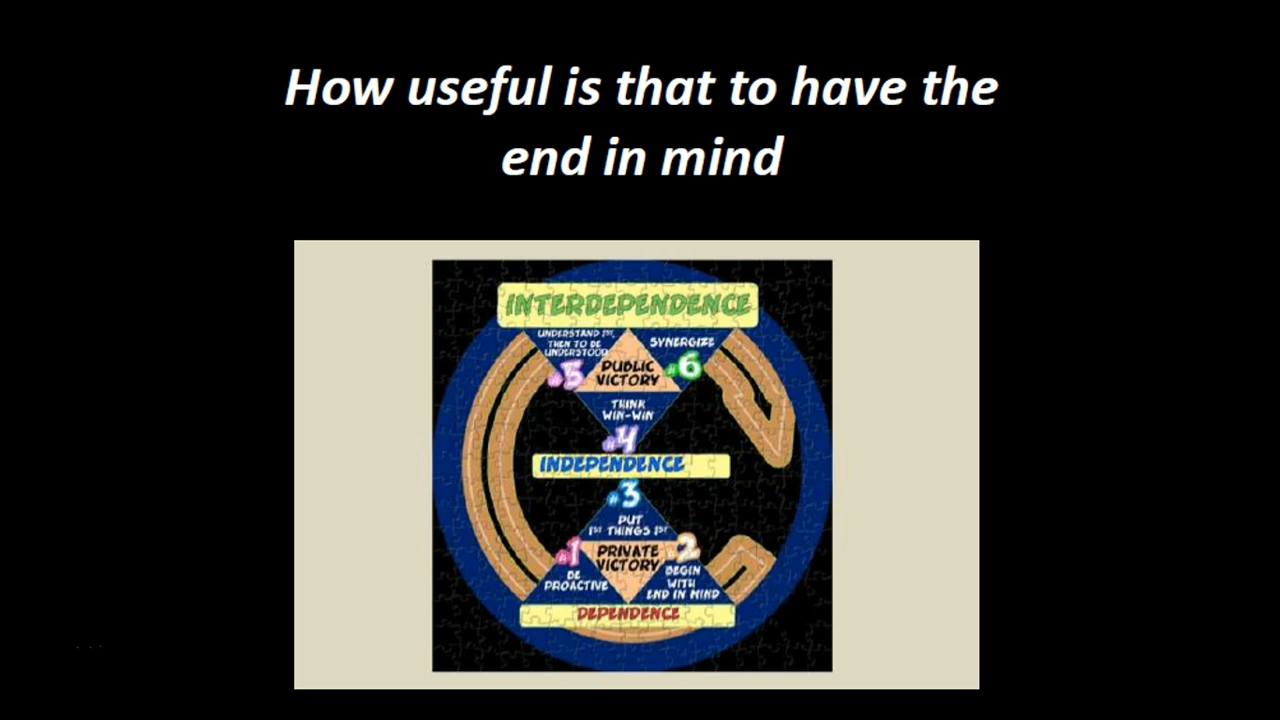 How useful is that to have the
end in mind
INTERDEPENDENCE
UNDERSTAND 1ST,
THEN TO BE
UNDERSTOOD
#5
SYNERGIZE
#6
PUBLIC
VICTORY
THINK
WIN-WIN
#4
INDEPENDENCE
#3
PUT
1ST THINGS 1ST
#1
BE
PROACTIVE
PRIVATE
VICTORY
#2
BEGIN
WITH
END IN MIND
DEPENDENCE